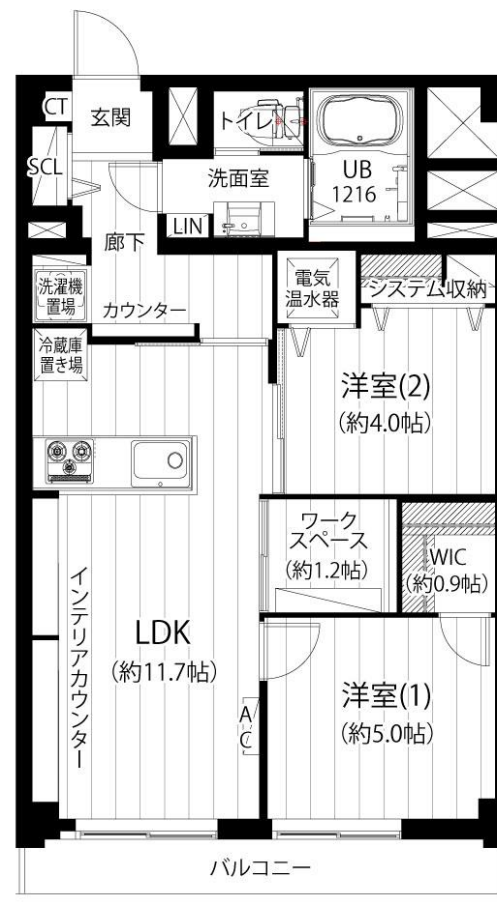 CT
玄関
トイレ
SCL
UB
1216
洗面室
LIN
廊下
洗濯機
置場
カウンター
電気
温水器
システム収納
冷蔵庫
置き場
洋室(2)
(約4.0帖)
ワーク
スペース
(約1.2帖)
WIC
(約0.9帖)
インテリアカウンター
LDK
(約11.7帖)
AC
洋室(1)
(約5.0帖)
バルコニー